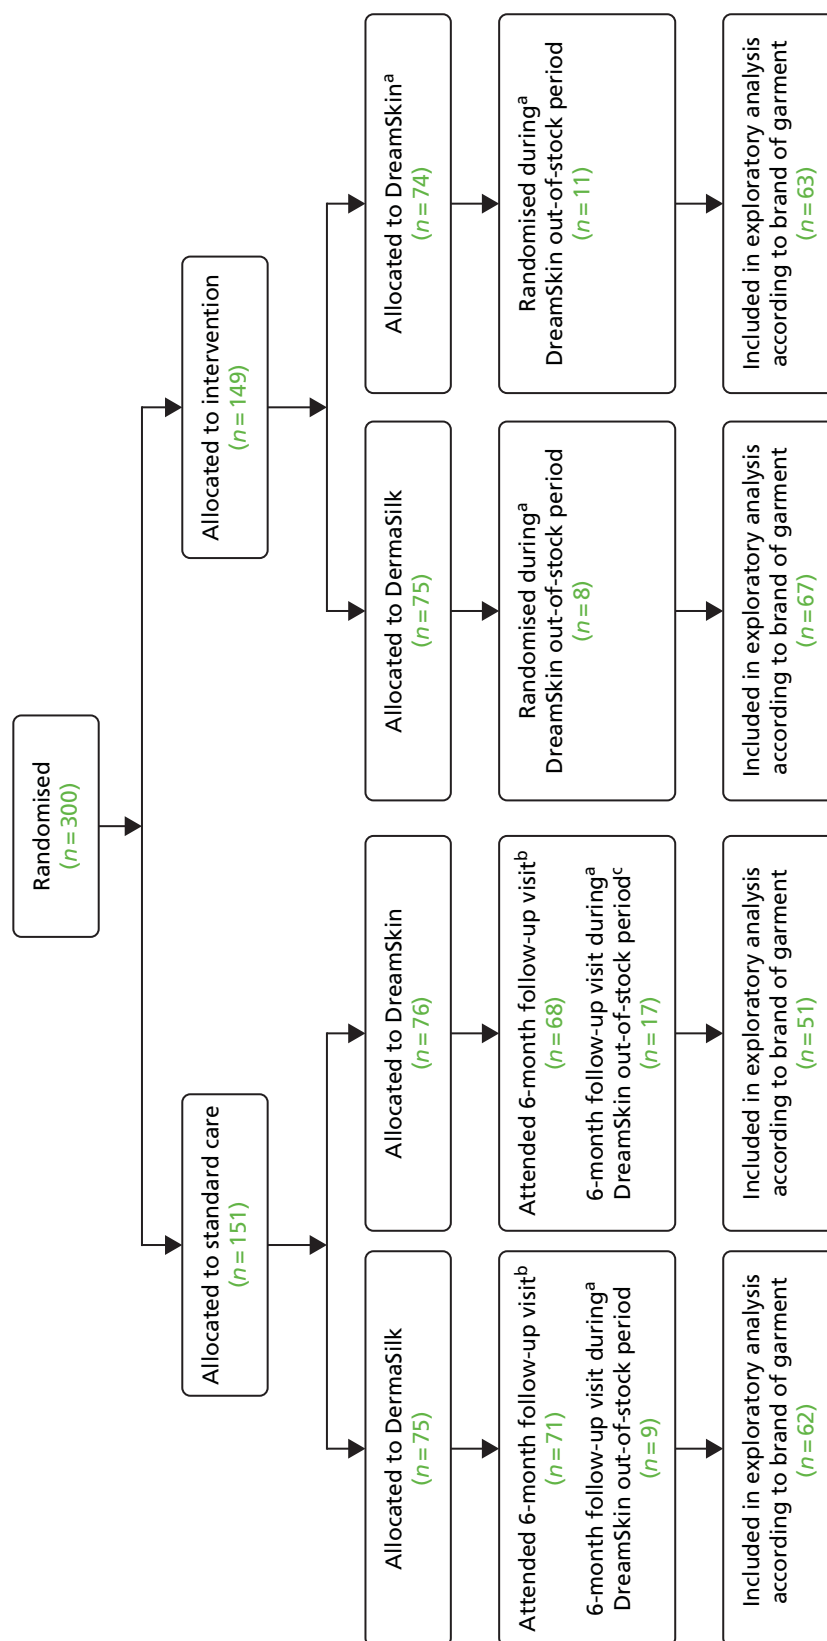 Randomised
(n=300)
Allocated to standard care
(n=151)
Allocated to intervention
(n=149)
Allocated to DermaSilk
(n=75)
Allocated to DreamSkin
(n=76)
Allocated to DermaSilk
(n=75)
Allocated to DreamSkinᵃ
(n=74)
Attended 6-month follow-up visitᵇ
(n=71)
6-month follow-up visit duringᵃ
DreamSkin out-of-stock period
(n=9)
Attended 6-month follow-up visitᵇ
(n=68)
6-month follow-up visit duringᵃ
DreamSkin out-of-stock periodᶜ
(n=17)
Randomised duringᵃ
DreamSkin out-of-stock period
(n=8)
Randomised duringᵃ
DreamSkin out-of-stock period
(n=11)
Included in exploratory analysis
according to brand of garment
(n=62)
Included in exploratory analysis
according to brand of garment
(n=51)
Included in exploratory analysis
according to brand of garment
(n=67)
Included in exploratory analysis
according to brand of garment
(n=63)